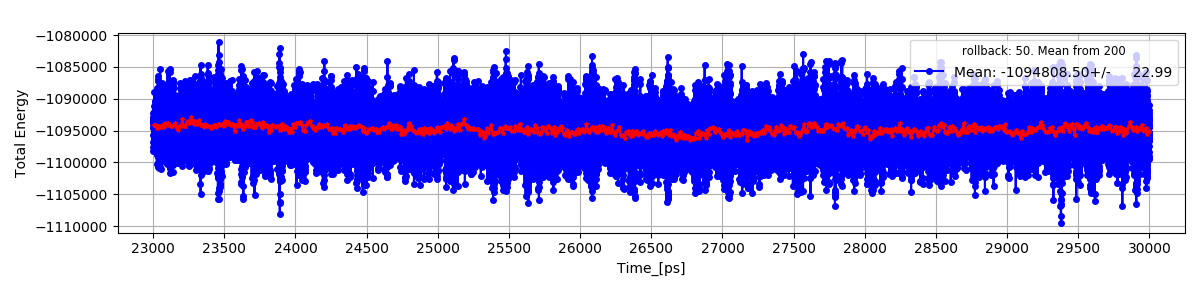 −1080000
−1085000
−1090000
−1095000
−1100000
−1105000
−1110000
Total Energy
rollback: 50. Mean from 200
Mean: -1094808.50+/- 22.99
23000 23500 24000 24500 25000 25500 26000 26500 27000 27500 28000 28500 29000 29500 30000
Time_[ps]